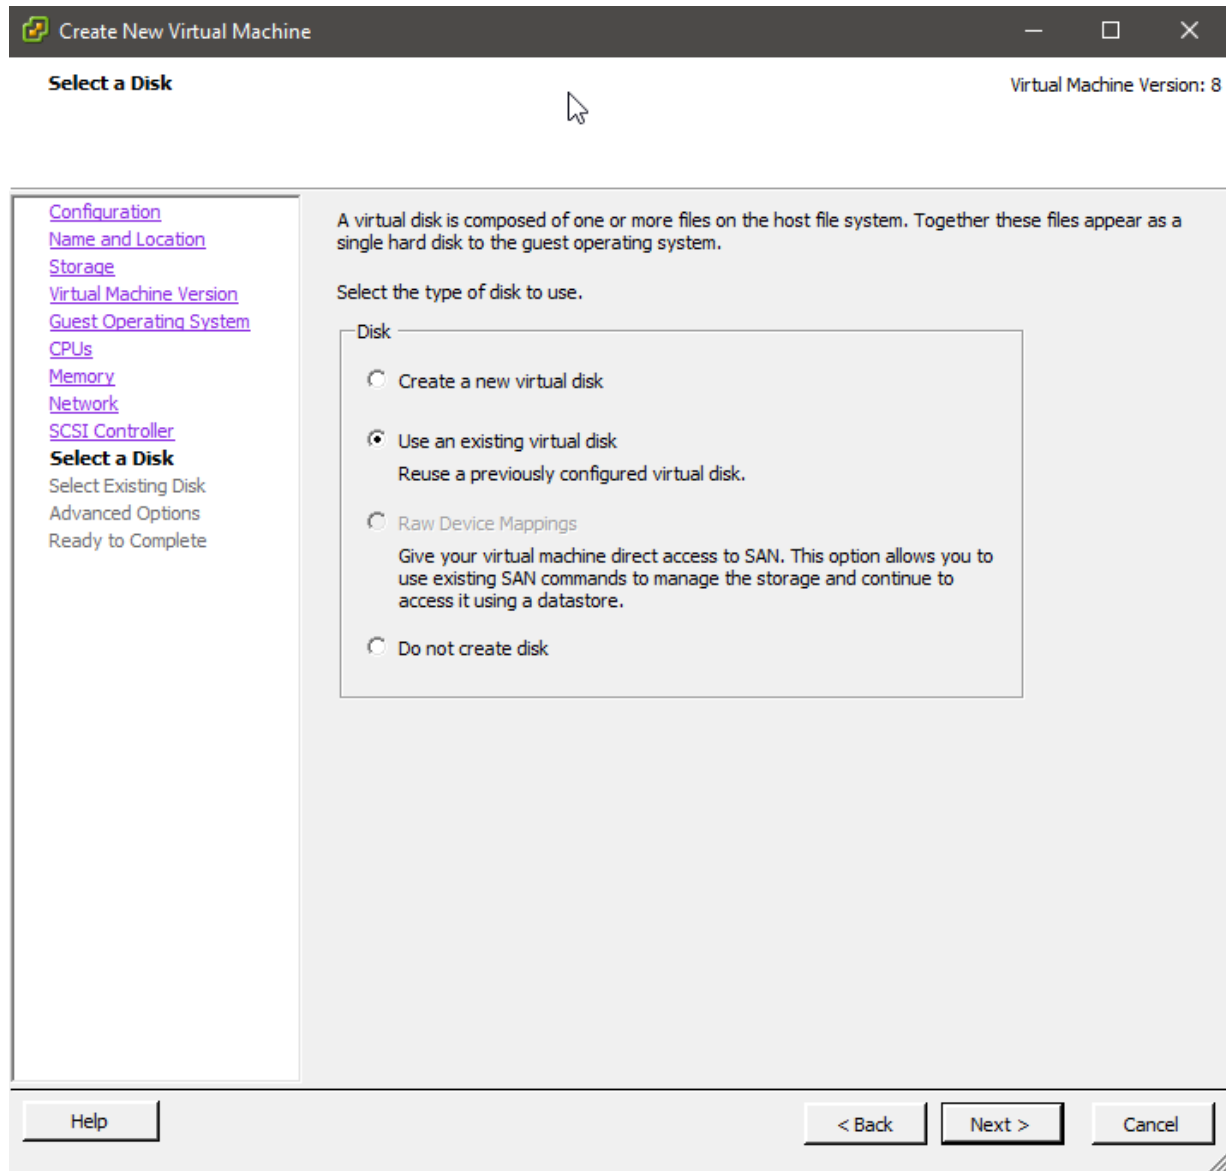 Create New Virtual Machine
Select a Disk
Virtual Machine Version: 8
Configuration
Name and Location
Storage
Virtual Machine Version
Guest Operating System
CPUs
Memory
Network
SCSI Controller
Select a Disk
Select Existing Disk
Advanced Options
Ready to Complete
A virtual disk is composed of one or more files on the host file system. Together these files appear as a
single hard disk to the guest operating system.
Select the type of disk to use.
Disk
Create a new virtual disk
Use an existing virtual disk
Reuse a previously configured virtual disk.
Raw Device Mappings
Give your virtual machine direct access to SAN. This option allows you to
use existing SAN commands to manage the storage and continue to
access it using a datastore.
Do not create disk
Help
< Back
Next >
Cancel